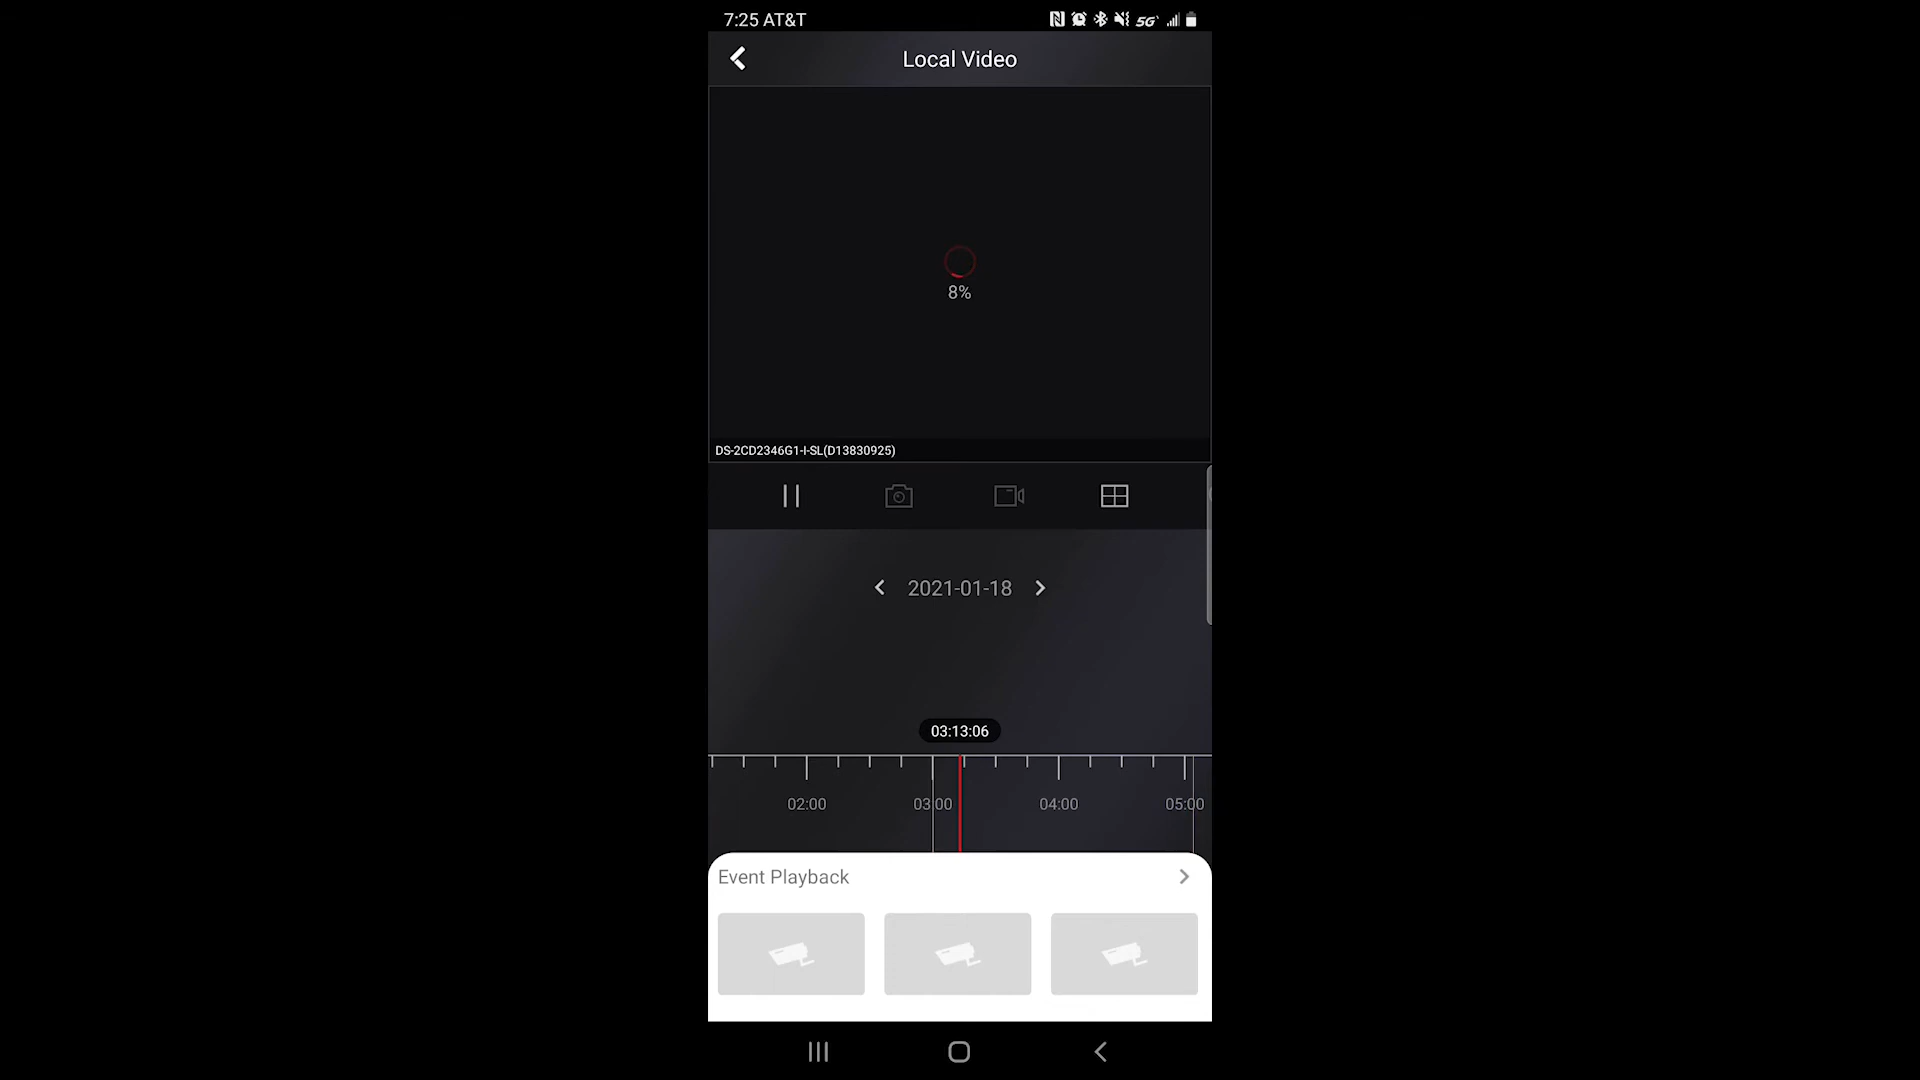 7:25 AT&T 5G
Local Video
8%
DS-2CD2346G1-I-SL(D13830925)
2021-01-18
03:13:06
02:00 03:00 04:00 05:00
Event Playback